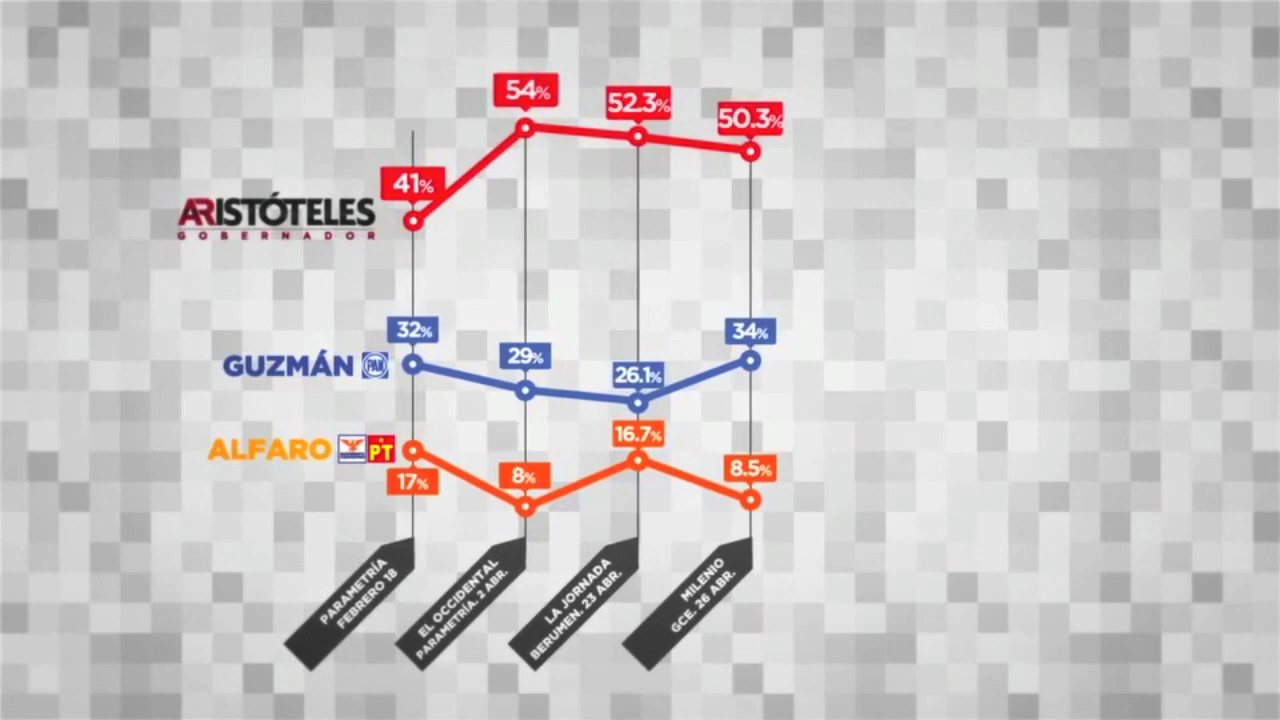 54%
52.3%
50.3%
41%
ARISTÓTELES
GOBERNADOR
32%
29%
26.1%
34%
GUZMÁN PAN
16.7%
ALFARO PT
17%
8%
8.5%
PARAMETRÍA
FEBRERO 18
EL OCCIDENTAL
PARAMETRÍA. 2 ABR.
LA JORNADA
BERUMEN. 23 ABR.
MILENIO
GCE. 26 ABR.